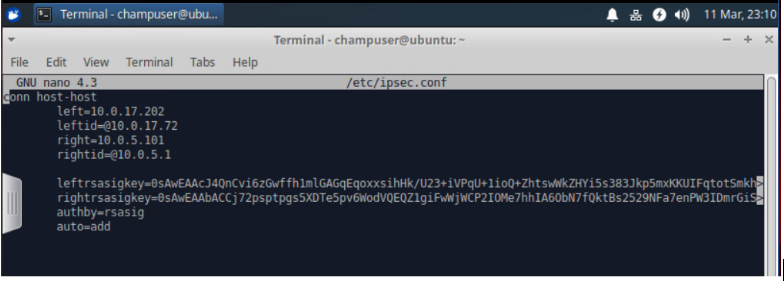 Terminal - champuser@ubu...
11 Mar, 23:10
Terminal - champuser@ubuntu: ~
File Edit View Terminal Tabs Help
GNU nano 4.3 /etc/ipsec.conf
conn host-host
left=10.0.17.202
leftid=@10.0.17.72
right=10.0.5.101
rightid=@10.0.5.1
leftrsasigkey=0sAwEAAcJ4QnCvi6zGwffh1mlGAGqEqoxxsihHk/U23+iVPqU+1ioQ+ZhtswWkZHYi5s383Jkp5mxKKUIFqtotSmkh>
rightrsasigkey=0sAwEAAbACCj72psptpgs5XDTe5pv6WodVQEQZ1giFwWjWCP2IOMe7hhIA6ObN7fQktBs2529NFa7enPW3IDmrGiS>
authby=rsasig
auto=add